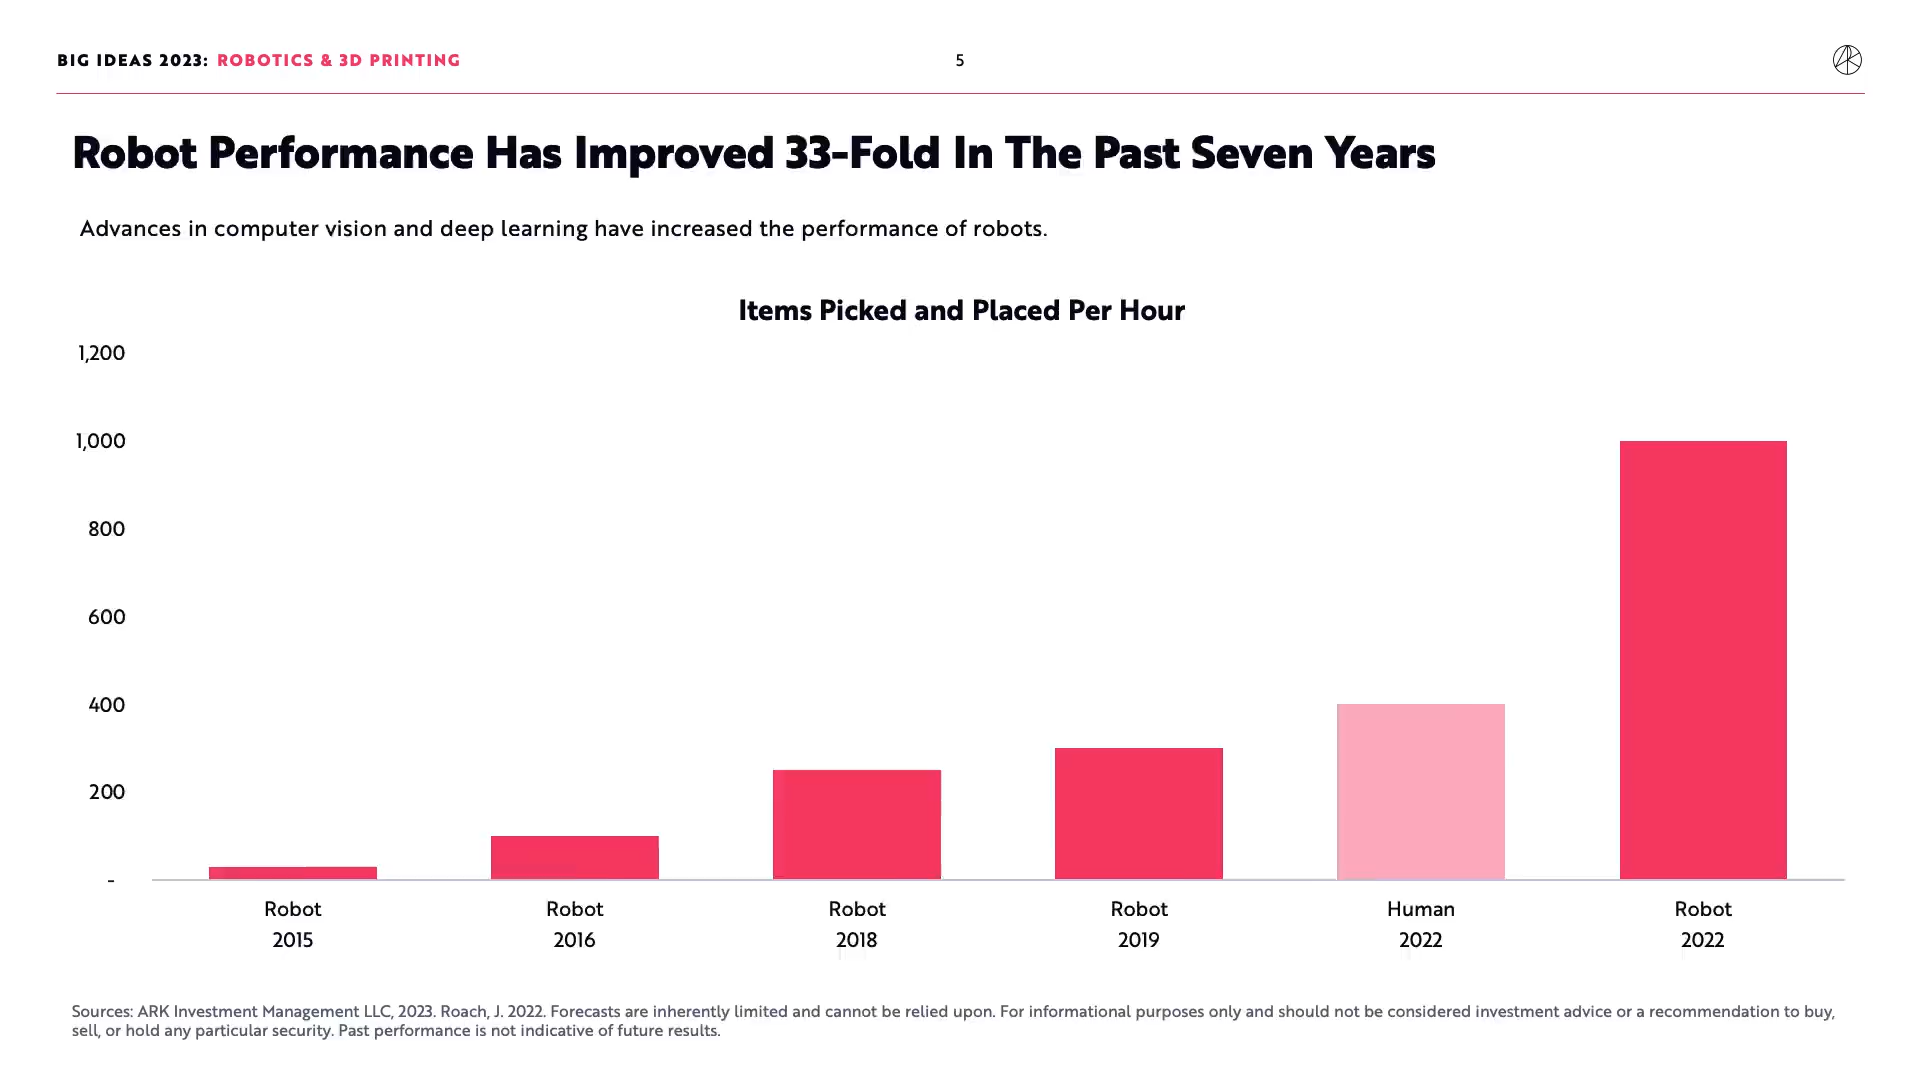 BIG IDEAS 2023: ROBOTICS & 3D PRINTING
5
Robot Performance Has Improved 33-Fold In The Past Seven Years
Advances in computer vision and deep learning have increased the performance of robots.
Items Picked and Placed Per Hour
1,200
1,000
800
600
400
200
-
Robot
2015
Robot
2016
Robot
2018
Robot
2019
Human
2022
Robot
2022
Sources: ARK Investment Management LLC, 2023. Roach, J. 2022. Forecasts are inherently limited and cannot be relied upon. For informational purposes only and should not be considered investment advice or a recommendation to buy,
sell, or hold any particular security. Past performance is not indicative of future results.